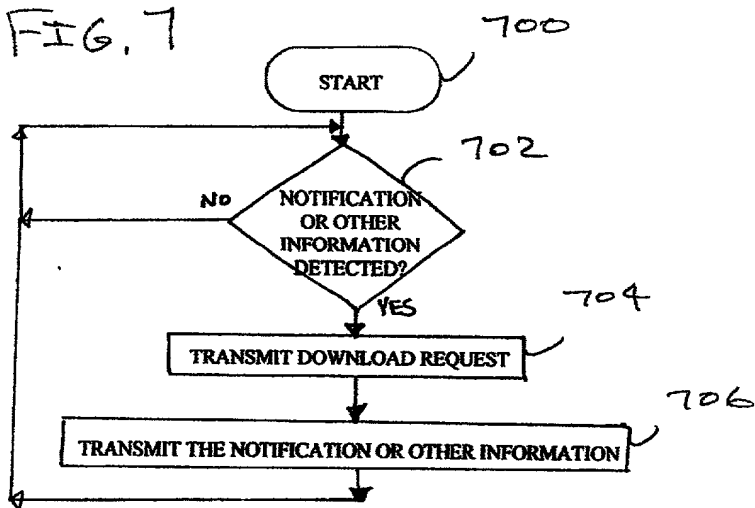 FIG. 7
700
START
702
NO
NOTIFICATION
OR OTHER
INFORMATION
DETECTED?
YES
704
TRANSMIT DOWNLOAD REQUEST
706
TRANSMIT THE NOTIFICATION OR OTHER INFORMATION